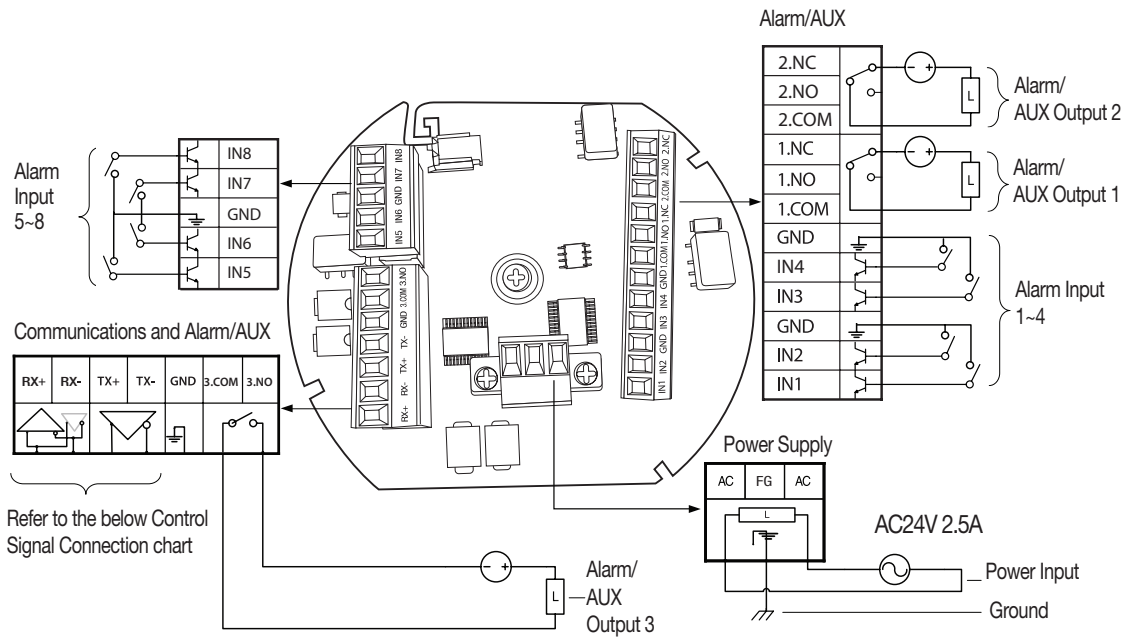 Alarm/AUX
2.NC
2.NO
2.COM
1.NC
1.NO
1.COM
GND
IN4
IN3
GND
IN2
IN1
Alarm/
AUX Output 2
Alarm/
AUX Output 1
Alarm Input
1~4
L
L
Alarm
Input
5~8
IN8
IN7
GND
IN6
IN5
IN8
IN7
GND
IN6
IN5
3.NO
3.COM
GND
TX-
TX+
RX-
RX+
2.NC
2.NO
2.COM
1.NC
1.NO
1.COM
GND
IN4
IN3
GND
IN2
IN1
Communications and Alarm/AUX
RX+ RX- TX+ TX- GND 3.COM 3.NO
Refer to the below Control
Signal Connection chart
L
Alarm/
AUX
Output 3
Power Supply
AC FG AC
L
AC24V 2.5A
Power Input
Ground